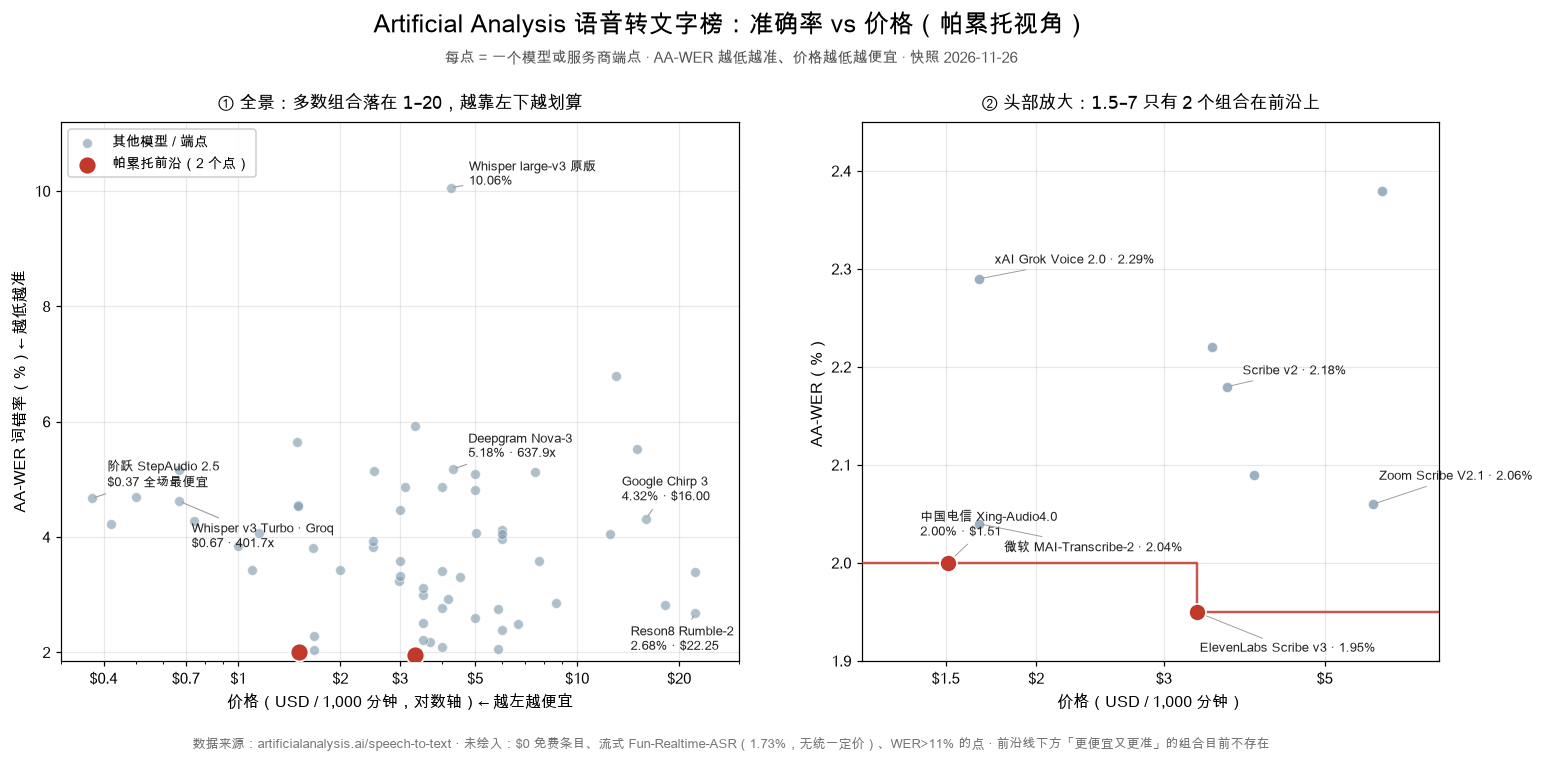 Artificial Analysis 语音转文字榜：准确率 vs 价格（帕累托视角）
每点 = 一个模型或服务商端点 · AA-WER 越低越准、价格越低越便宜 · 快照 2026-11-26
① 全景：多数组合落在 1–20，越靠左下越划算
其他模型 / 端点
帕累托前沿（2 个点）
Whisper large-v3 原版
10.06%
Deepgram Nova-3
5.18% · 637.9x
阶跃 StepAudio 2.5
$0.37 全场最便宜
Google Chirp 3
4.32% · $16.00
Whisper v3 Turbo · Groq
$0.67 · 401.7x
Reson8 Rumble-2
2.68% · $22.25
AA-WER 词错率（%）← 越低越准
10
8
6
4
2
$0.4
$0.7
$1
$2
$3
$5
$10
$20
价格（USD / 1,000 分钟，对数轴）← 越左越便宜
② 头部放大：1.5–7 只有 2 个组合在前沿上
xAI Grok Voice 2.0 · 2.29%
Scribe v2 · 2.18%
Zoom Scribe V2.1 · 2.06%
中国电信 Xing-Audio4.0
2.00% · $1.51
微软 MAI-Transcribe-2 · 2.04%
ElevenLabs Scribe v3 · 1.95%
AA-WER（%）
2.4
2.3
2.2
2.1
2.0
1.9
$1.5
$2
$3
$5
价格（USD / 1,000 分钟）
数据来源：artificialanalysis.ai/speech-to-text · 未绘入：$0 免费条目、流式 Fun-Realtime-ASR（1.73%，无统一定价）、WER>11% 的点 · 前沿线下方「更便宜又更准」的组合目前不存在